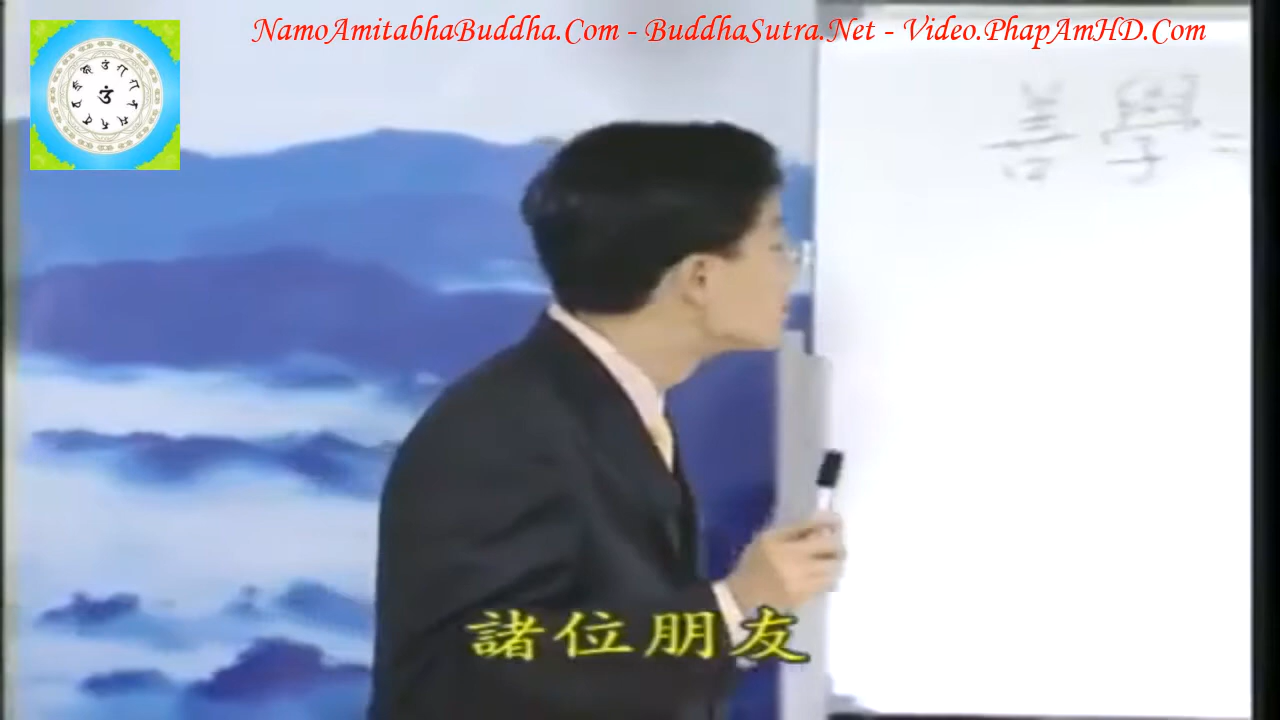 NamoAmitabhaBuddha.Com - BuddhaSutra.Net - Video.PhapAmHD.Com
善學
諸位朋友